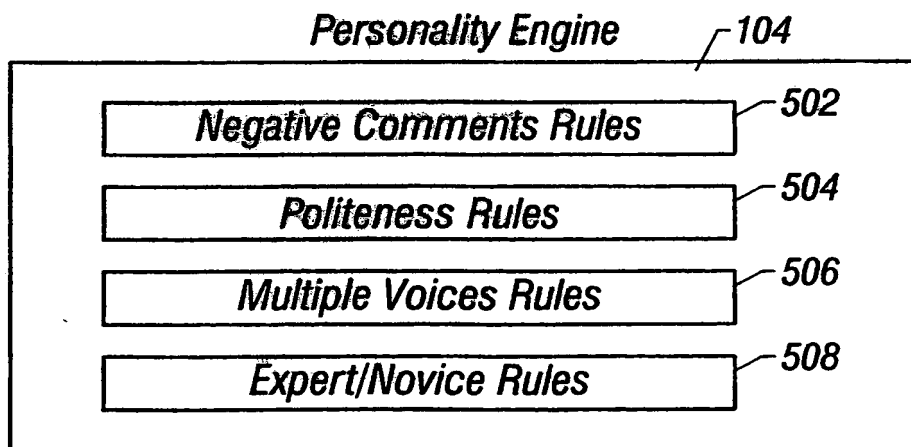 Personality Engine 104
Negative Comments Rules 502
Politeness Rules 504
Multiple Voices Rules 506
Expert/Novice Rules 508